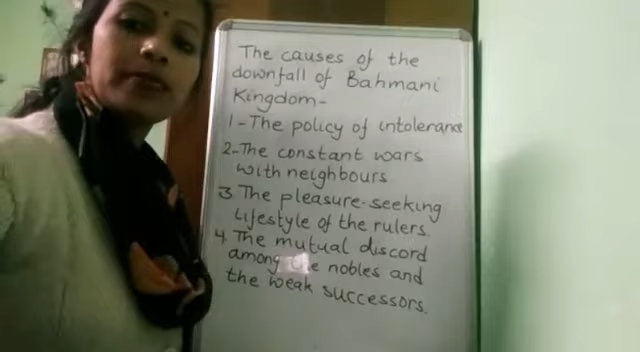 The causes of the
downfall of Bahmani
Kingdom-
1-The policy of intolerance
2-The constant wars
with neighbours
3. The pleasure-seeking
Lifestyle of the rulers.
4. The mutual discord
among the nobles and
the weak successors.